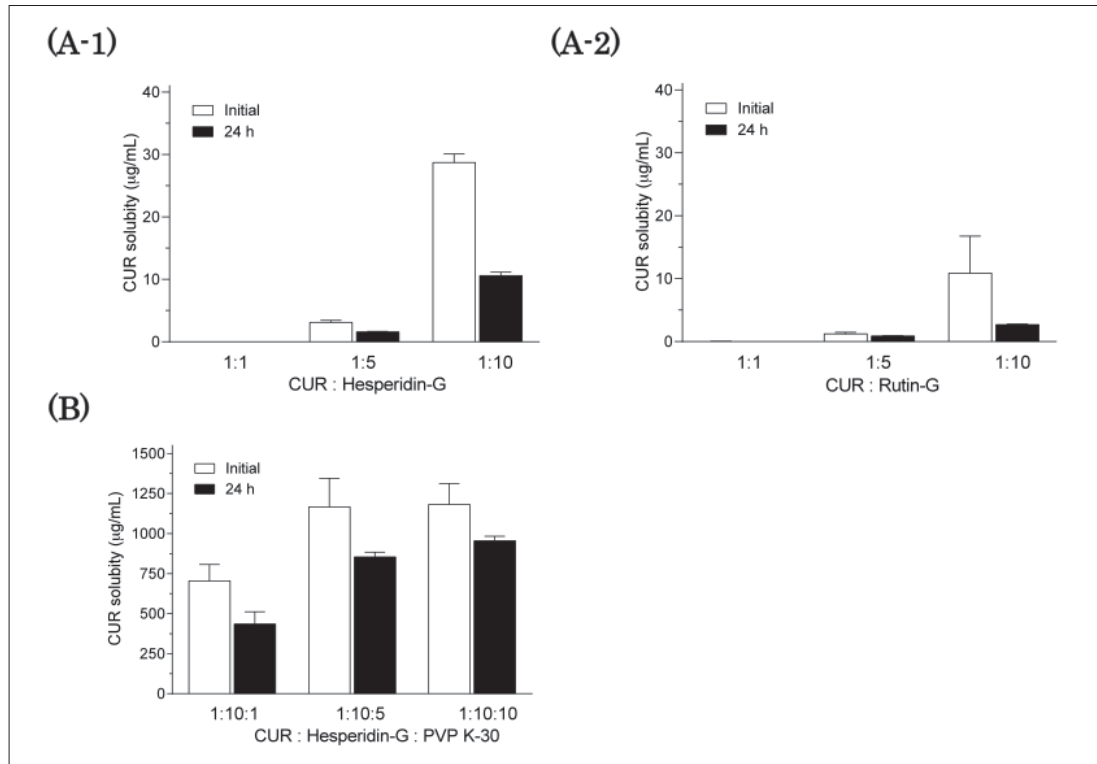 (A-1)
(A-2)
40
30
20
10
0
CUR solubity (μg/mL)
Initial
24 h
1:1
1:5
1:10
CUR : Hesperidin-G
40
30
20
10
0
CUR solubity (μg/mL)
Initial
24 h
1:1
1:5
1:10
CUR : Rutin-G
(B)
1500
1250
1000
750
500
250
0
CUR solubity (μg/mL)
Initial
24 h
1:10:1
1:10:5
1:10:10
CUR : Hesperidin-G : PVP K-30